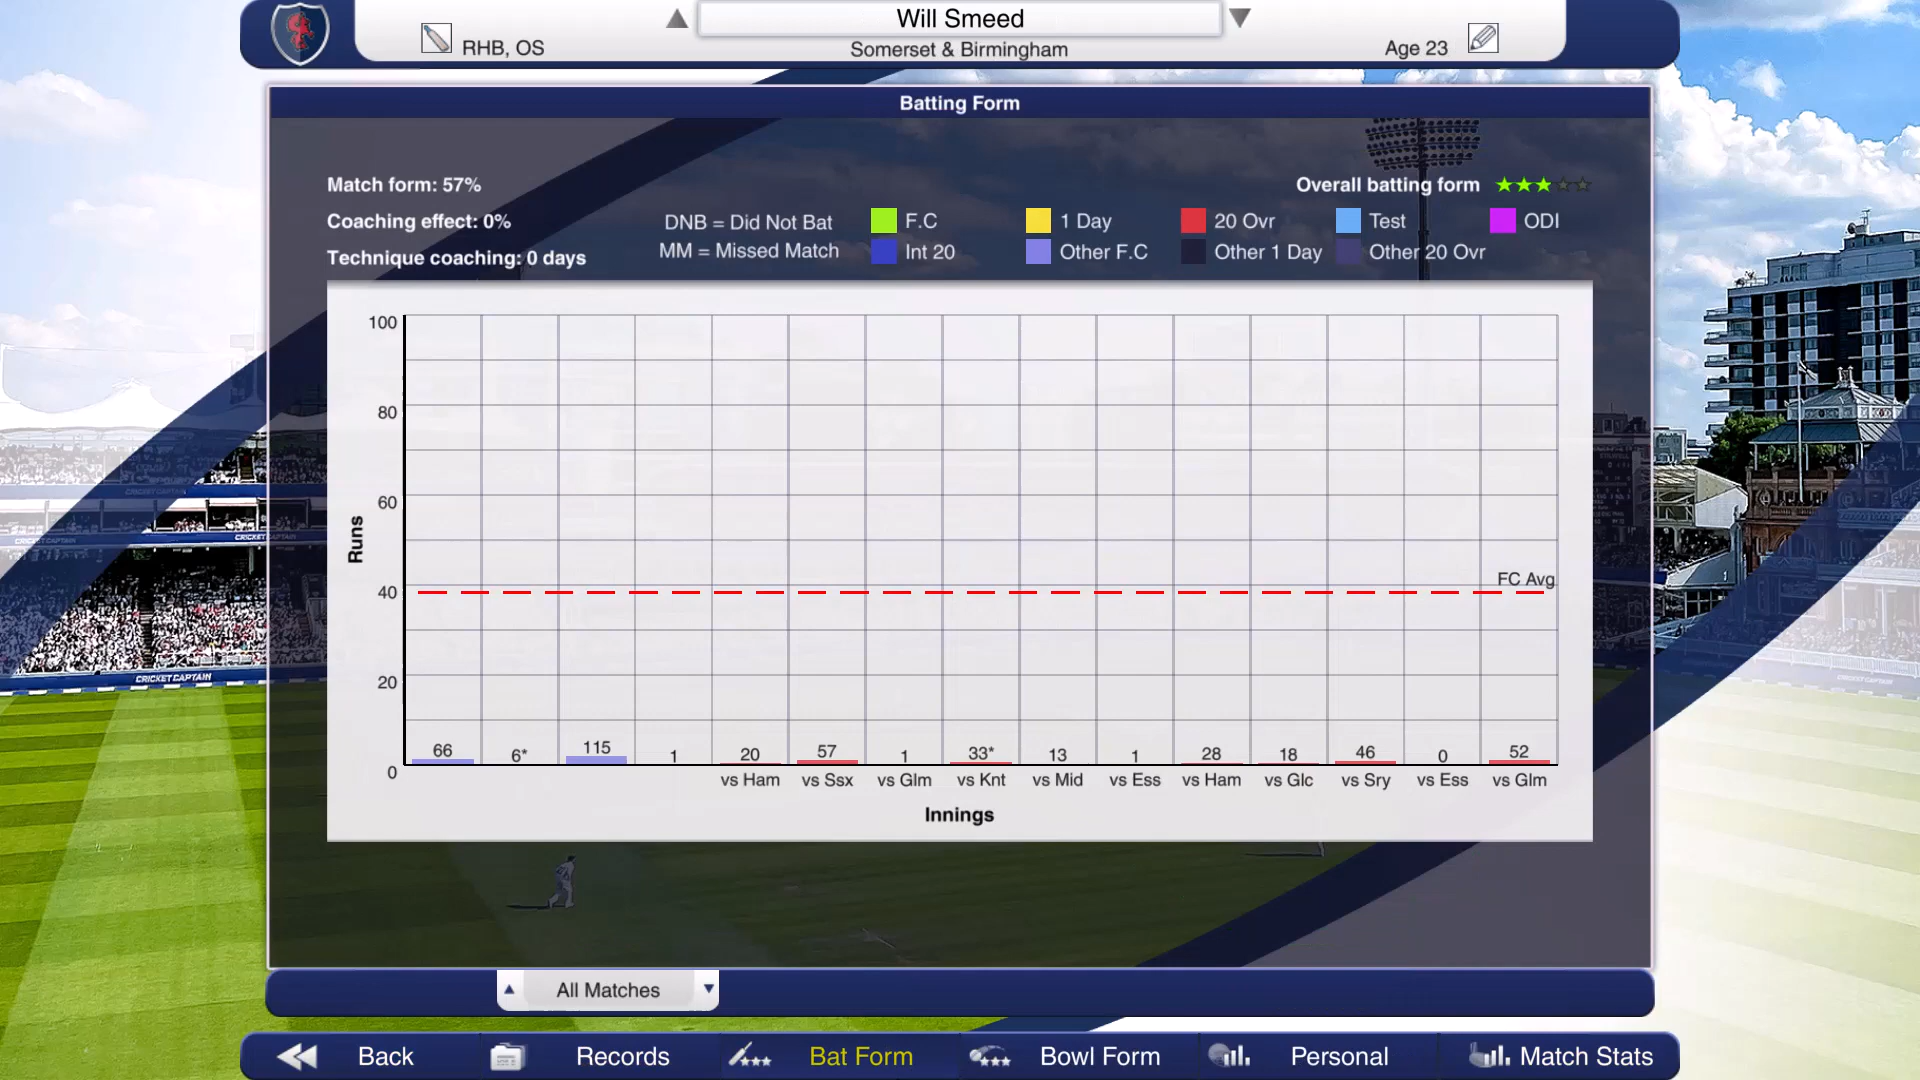 Will Smeed
RHB, OS
Somerset & Birmingham
Age 23
Batting Form
Match form: 57%
Overall batting form
Coaching effect: 0%
DNB = Did Not Bat
F.C
1 Day
20 Ovr
Test
ODI
Technique coaching: 0 days
MM = Missed Match
Int 20
Other F.C
Other 1 Day
Other 20 Ovr
100
80
60
40
20
0
Runs
FC Avg
66
6*
115
1
20
57
1
33*
13
1
28
18
46
0
52
vs Ham
vs Ssx
vs Glm
vs Knt
vs Mid
vs Ess
vs Ham
vs Glc
vs Sry
vs Ess
vs Glm
Innings
CRICKET CAPTAIN
All Matches
Back
Records
Bat Form
Bowl Form
Personal
Match Stats